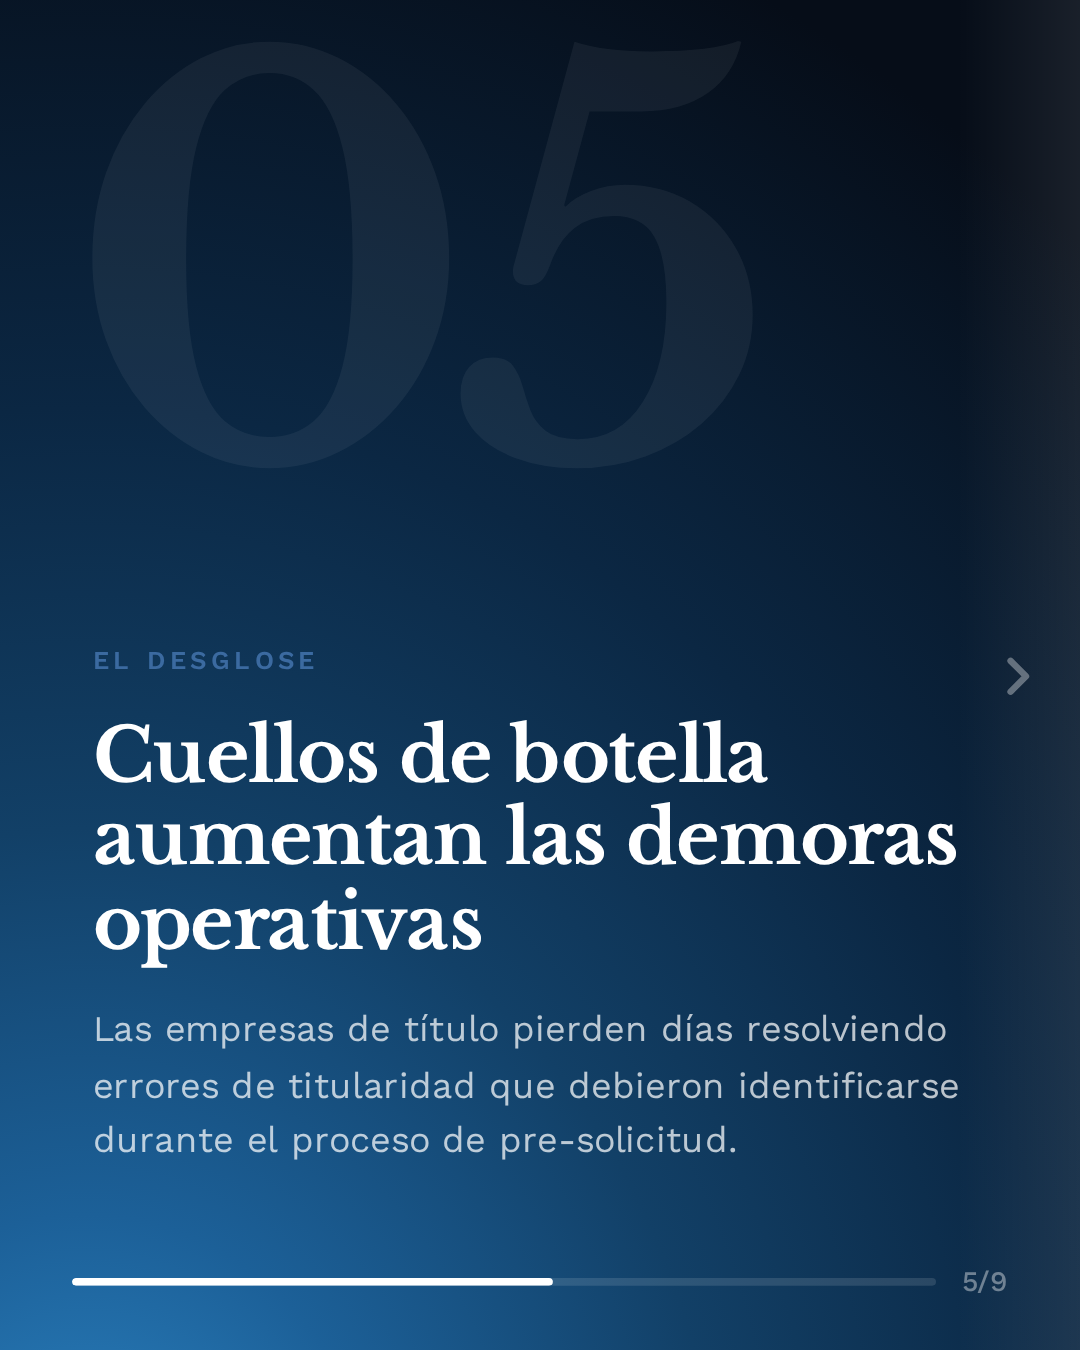 05
EL DESGLOSE
Cuellos de botella
aumentan las demoras
operativas
Las empresas de título pierden días resolviendo
errores de titularidad que debieron identificarse
durante el proceso de pre-solicitud.
5/9